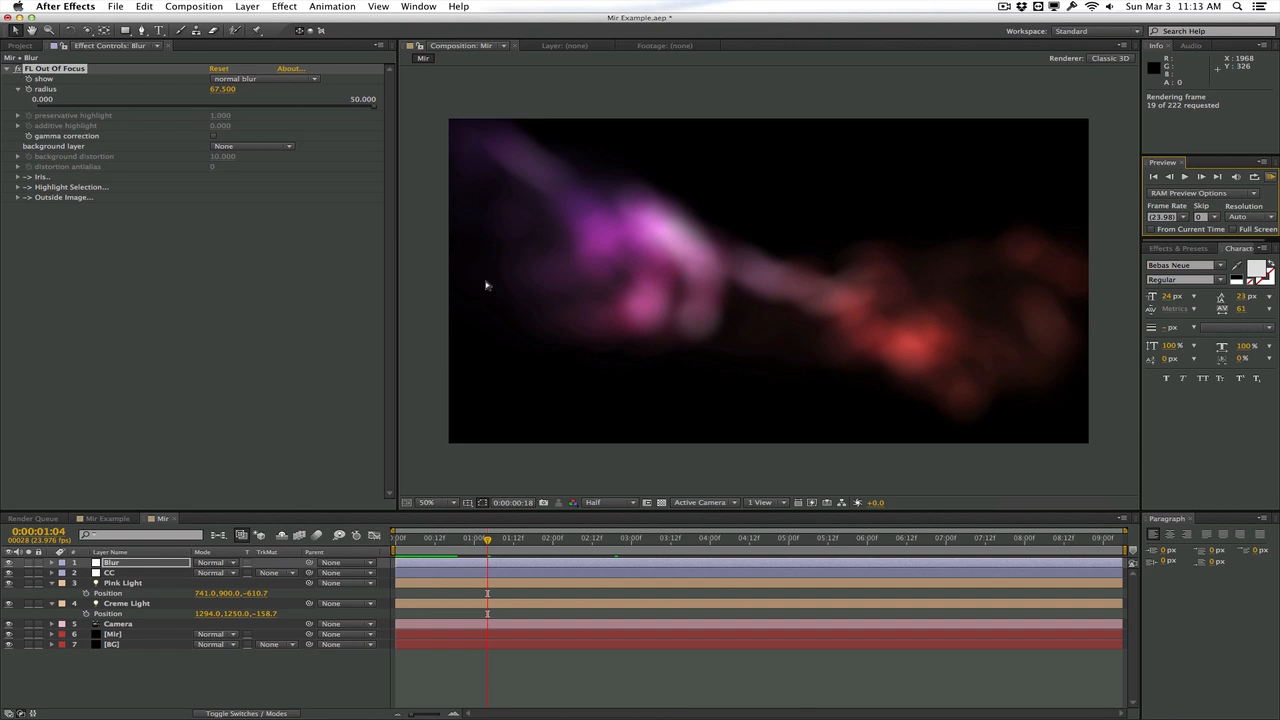 After Effects File Edit Composition Layer Effect Animation View Window Help Sun Mar 3 11:13 AM
Mir Example.aep *
Workspace: Standard Search Help
Project Effect Controls: Blur Composition: Mir Layer: (none) Footage: (none) Info Audio
Mir • Blur
Mir Renderer: Classic 3D
fx FL Out Of Focus Reset About...
show normal blur
radius 67.500
0.000 50.000
preservative highlight 1.000
additive highlight 0.000
gamma correction
background layer None
background distortion 10.000
distortion antialias 0
-> Iris..
-> Highlight Selection...
-> Outside Image...
R :
G :
B :
A : 0
X : 1968
Y : 326
Rendering frame
19 of 222 requested
Preview
RAM Preview Options
Frame Rate Skip Resolution
(23.98) 0 Auto
From Current Time Full Screen
Effects & Presets Charact
Bebas Neue
Regular
24 px 23 px
Metrics 61
- px
100 % 100 %
0 px 0 %
T T TT Tт T¹ T₁
50% 0:00:00:18 Half Active Camera 1 View +0.0
Render Queue Mir Example Mir Paragraph
0:00:01:04
00028 (23.976 fps)
:00f 00:12f 01:00f 01:12f 02:00f 02:12f 03:00f 03:12f 04:00f 04:12f 05:00f 05:12f 06:00f 06:12f 07:00f 07:12f 08:00f 08:12f 09:00f
# Layer Name Mode T TrkMat Parent
1 Blur Normal None
2 CC Normal None None
3 Pink Light None
Position 741.0,900.0,-610.7
4 Creme Light None
Position 1294.0,1250.0,-158.7
5 Camera None
6 [Mir] Normal None
7 [BG] Normal None None
0 px 0 px 0 px
0 px 0 px
Toggle Switches / Modes